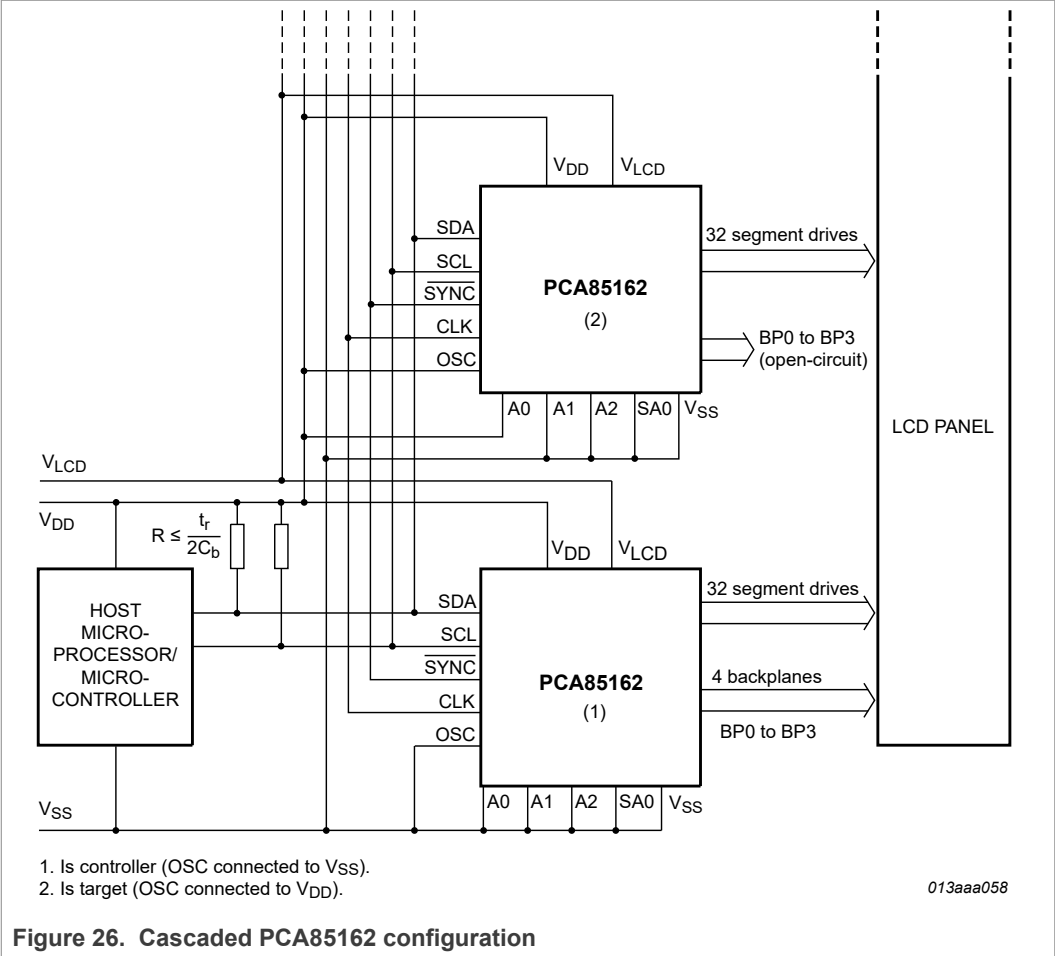 VDD VLCD
SDA
SCL
SYNC
CLK
OSC
PCA85162
(2)
32 segment drives
BP0 to BP3
(open-circuit)
A0 A1 A2 SA0 VSS
LCD PANEL
VLCD
VDD
R ≤ tr
2Cb
VDD VLCD
HOST
MICRO-
PROCESSOR/
MICRO-
CONTROLLER
SDA
SCL
SYNC
CLK
OSC
PCA85162
(1)
32 segment drives
4 backplanes
BP0 to BP3
A0 A1 A2 SA0 VSS
VSS
1. Is controller (OSC connected to VSS).
2. Is target (OSC connected to VDD).
013aaa058
Figure 26. Cascaded PCA85162 configuration